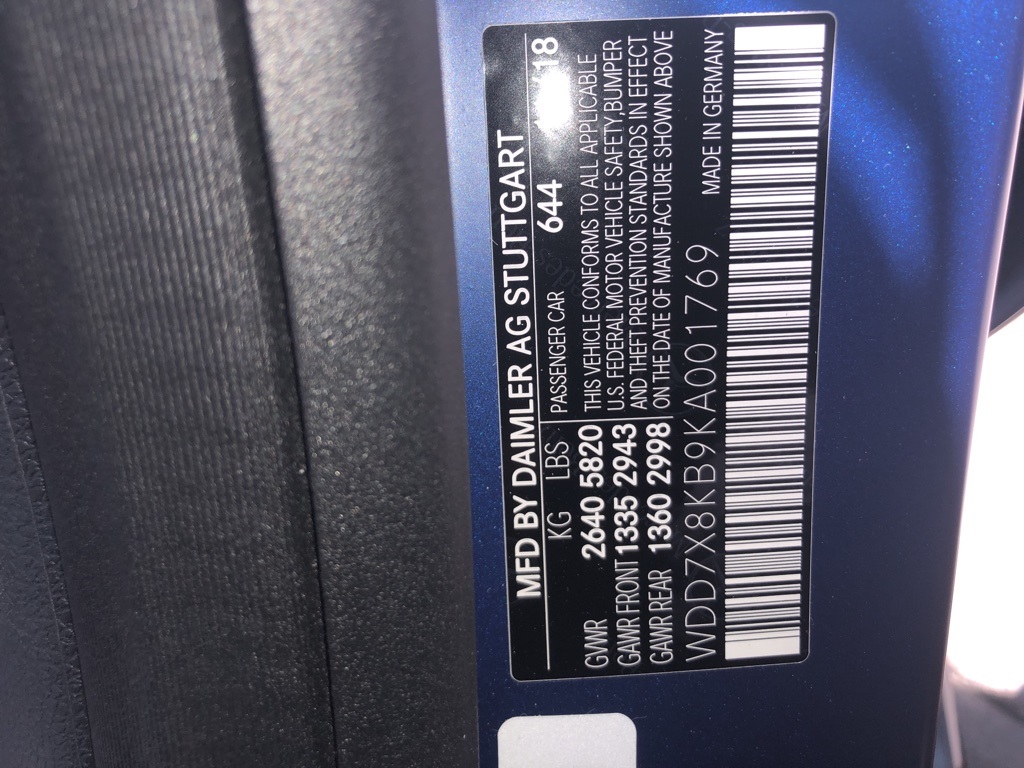 MFD BY DAIMLER AG STUTTGART
KG LBS PASSENGER CAR 644 18
GVWR 2640 5820 THIS VEHICLE CONFORMS TO ALL APPLICABLE
GAWR FRONT 1335 2943 U.S. FEDERAL MOTOR VEHICLE SAFETY,BUMPER
AND THEFT PREVENTION STANDARDS IN EFFECT
GAWR REAR 1360 2998 ON THE DATE OF MANUFACTURE SHOWN ABOVE
WDD7X8KB9KA001769 MADE IN GERMANY